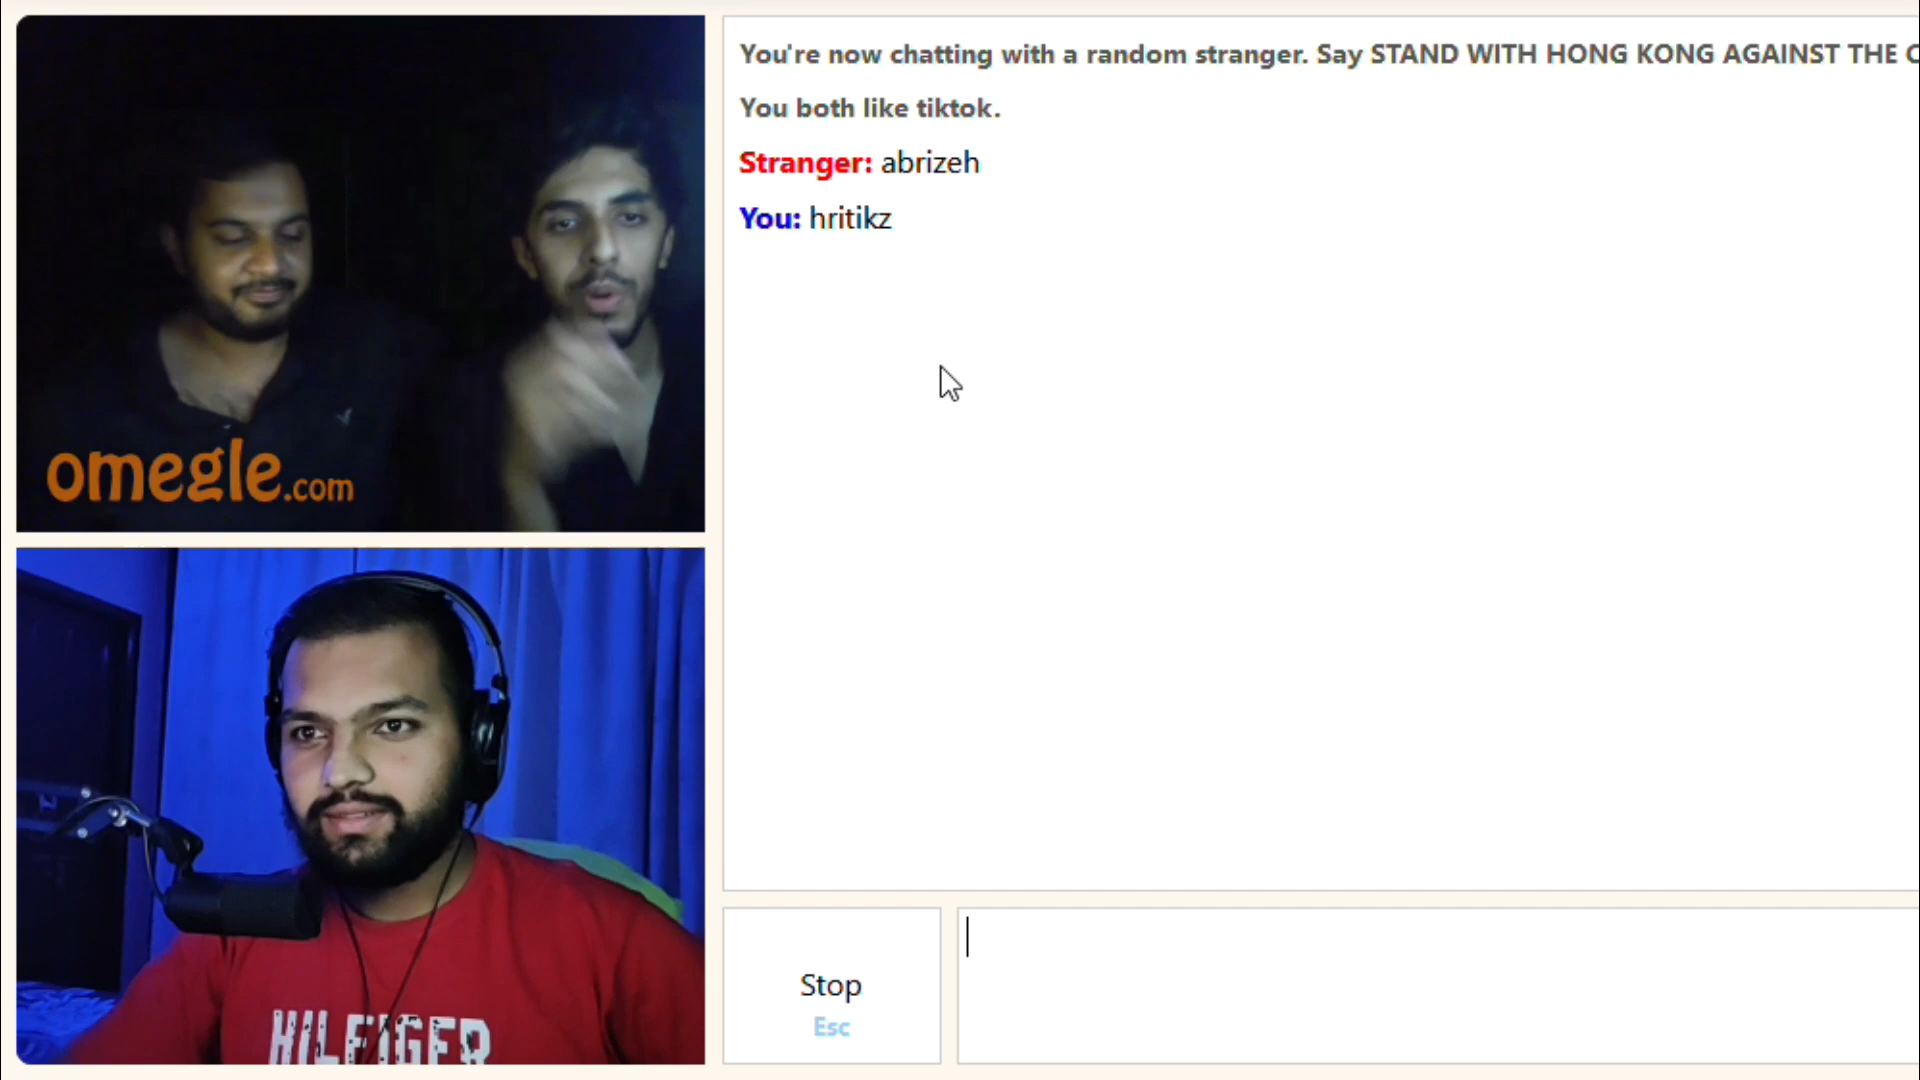 You're now chatting with a random stranger. Say STAND WITH HONG KONG AGAINST THE
You both like tiktok.
Stranger: abrizeh
You: hritikz
omegle.com
HILFIGER
Stop
Esc